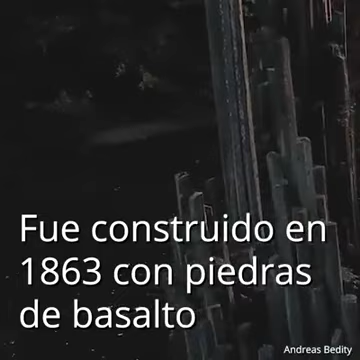 Fue construido en
1863 con piedras
de basalto
Andreas Bedity